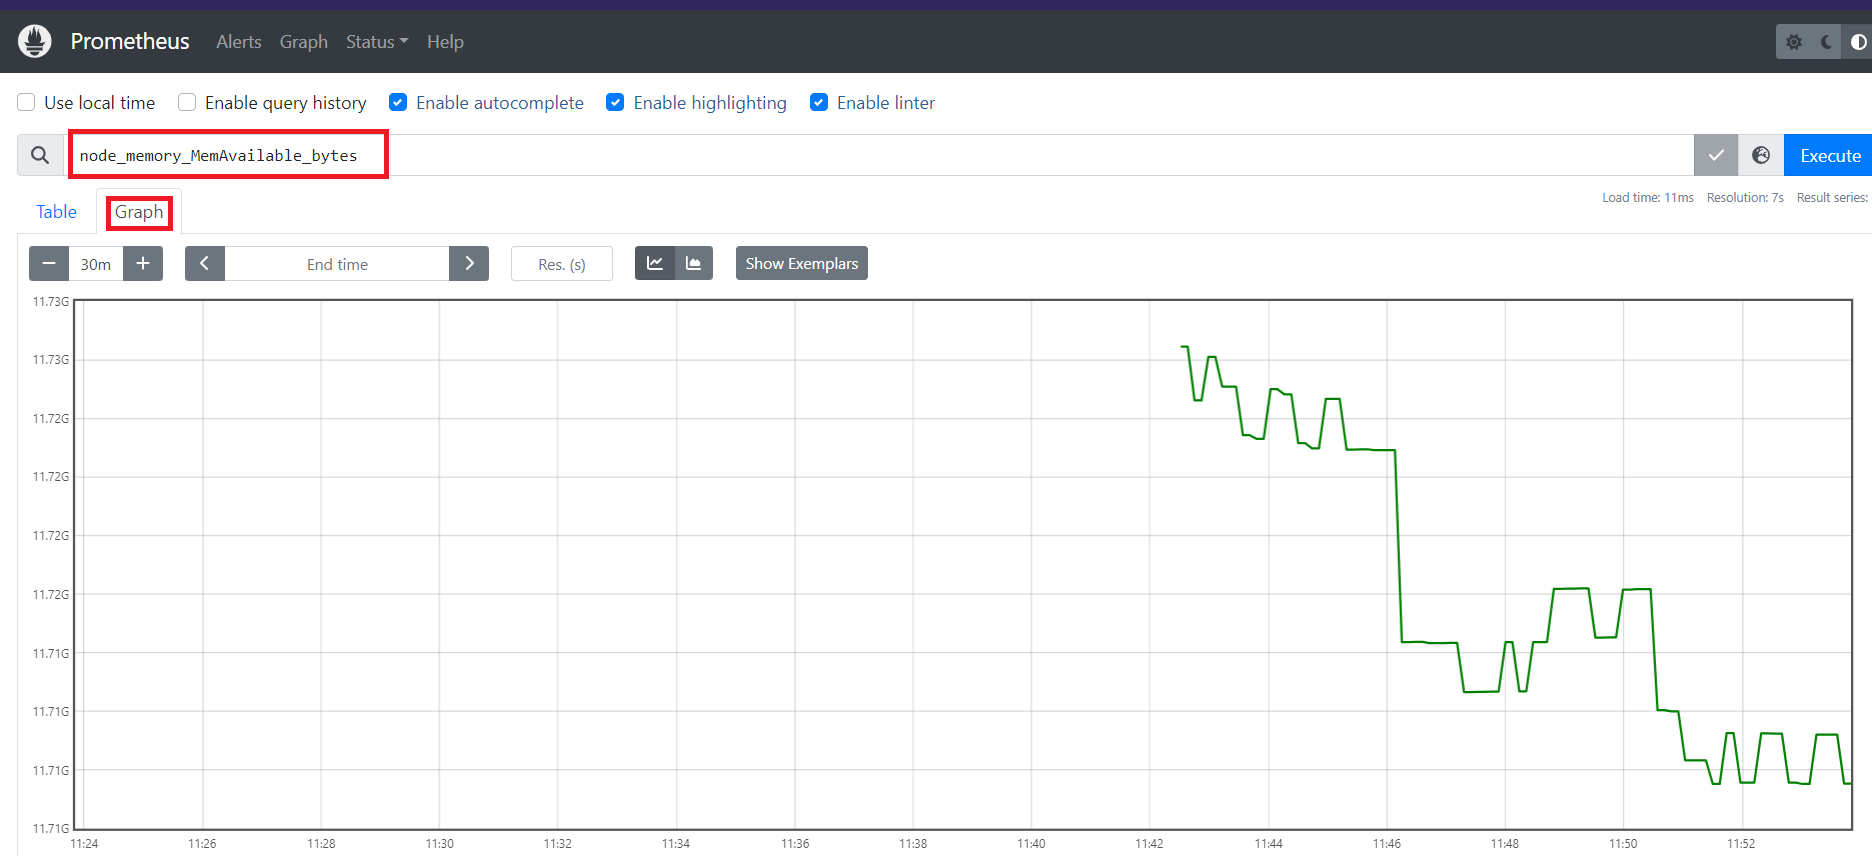 Prometheus Alerts Graph Status Help
Use local time Enable query history Enable autocomplete Enable highlighting Enable linter
node_memory_MemAvailable_bytes Execute
Table Graph Load time: 11ms Resolution: 7s Result series:
30m End time Res. (s) Show Exemplars
11.73G
11.73G
11.72G
11.72G
11.72G
11.72G
11.71G
11.71G
11.71G
11.71G
11:24 11:26 11:28 11:30 11:32 11:34 11:36 11:38 11:40 11:42 11:44 11:46 11:48 11:50 11:52